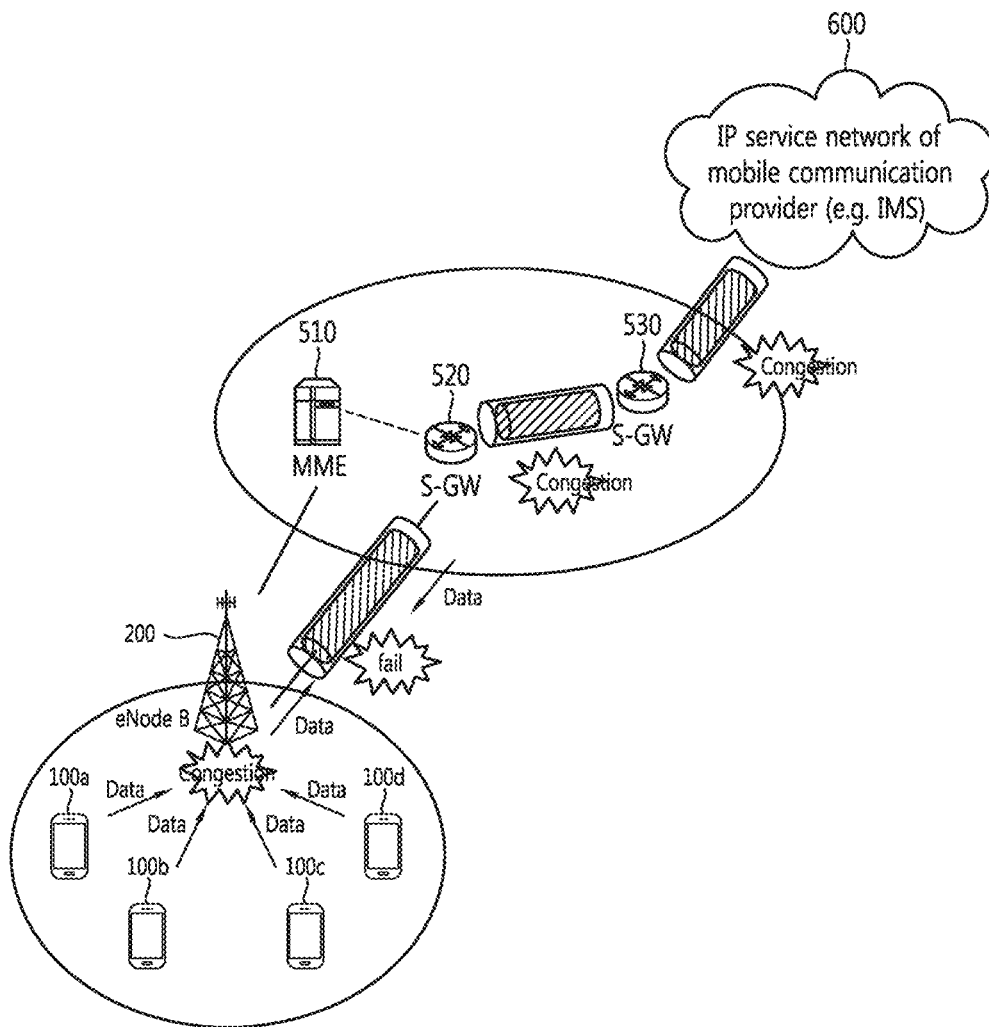 600
IP service network of
mobile communication
provider (e.g. IMS)
510
520
530
Congestion
MME
S-GW
S-GW
Congestion
Data
200
fail
eNode B
Data
Congestion
100a
Data
Data
100d
Data
Data
100b
100c